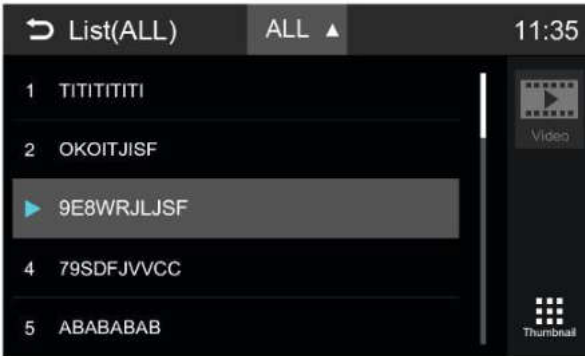 List(ALL) ALL ▲ 11:35
1 TITITITITI
Video
2 OKOITJISF
9E8WRJLJSF
4 79SDFJVVCC
5 ABABABAB
Thumbnail